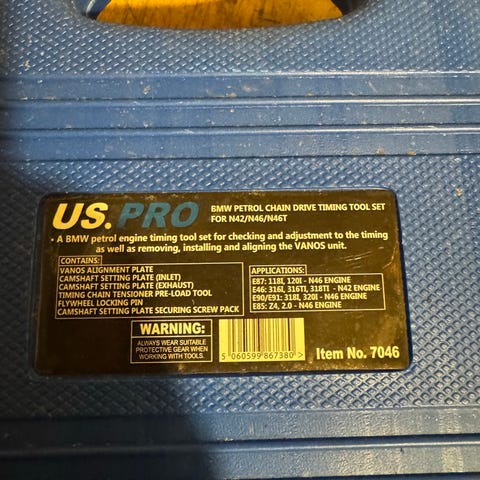 US.PRO
BMW PETROL CHAIN DRIVE TIMING TOOL SET
FOR N42/N46/N46T
• A BMW petrol engine timing tool set for checking and adjustment to the timing
as well as removing, installing and aligning the VANOS unit.
CONTAINS:
VANOS ALIGNMENT PLATE
CAMSHAFT SETTING PLATE (INLET)
CAMSHAFT SETTING PLATE (EXHAUST)
TIMING CHAIN TENSIONER PRE-LOAD TOOL
FLYWHEEL LOCKING PIN
CAMSHAFT SETTING PLATE SECURING SCREW PACK
APPLICATIONS:
E87: 118I, 120I - N46 ENGINE
E46: 316I, 316TI, 318TI - N42 ENGINE
E90/E91: 318I, 320I - N46 ENGINE
E85: Z4, 2.0 - N46 ENGINE
WARNING:
ALWAYS WEAR SUITABLE
PROTECTIVE GEAR WHEN
WORKING WITH TOOLS.
5 060599 867380 >
Item No. 7046